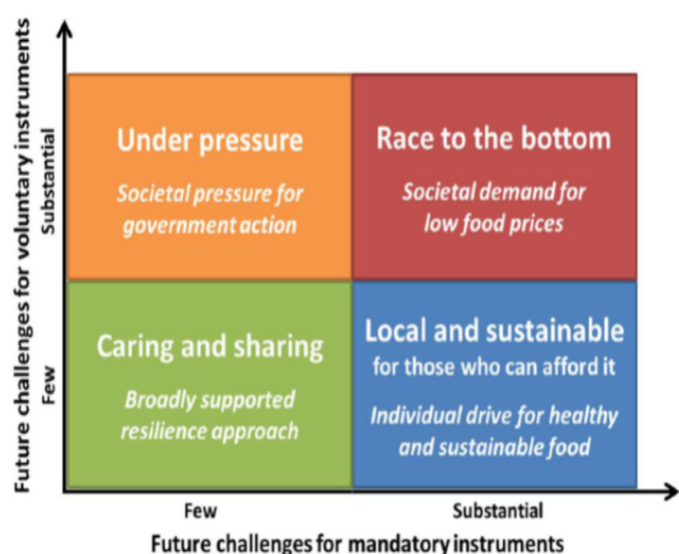 Future challenges for voluntary instruments
Substantial
Few
Under pressure
Societal pressure for
government action
Race to the bottom
Societal demand for
low food prices
Caring and sharing
Broadly supported
resilience approach
Local and sustainable
for those who can afford it
Individual drive for healthy
and sustainable food
Few
Substantial
Future challenges for mandatory instruments